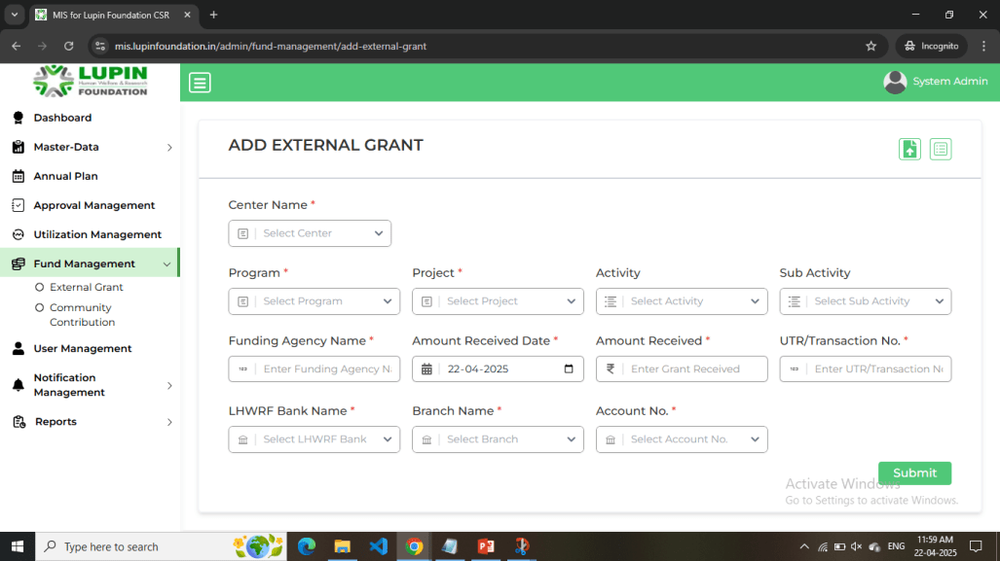 MIS for Lupin Foundation CSR
mis.lupinfoundation.in/admin/fund-management/add-external-grant
Incognito
LUPIN
Human Welfare & Research
FOUNDATION
System Admin
Dashboard
Master-Data
Annual Plan
Approval Management
Utilization Management
Fund Management
External Grant
Community
Contribution
User Management
Notification
Management
Reports
ADD EXTERNAL GRANT
Center Name *
Select Center
Program * Project * Activity Sub Activity
Select Program Select Project Select Activity Select Sub Activity
Funding Agency Name * Amount Received Date * Amount Received * UTR/Transaction No. *
123 Enter Funding Agency N 22-04-2025 ₹ Enter Grant Received 123 Enter UTR/Transaction N
LHWRF Bank Name * Branch Name * Account No. *
Select LHWRF Bank Select Branch Select Account No.
Submit
Activate Windows
Go to Settings to activate Windows.
Type here to search
ENG
11:59 AM
22-04-2025